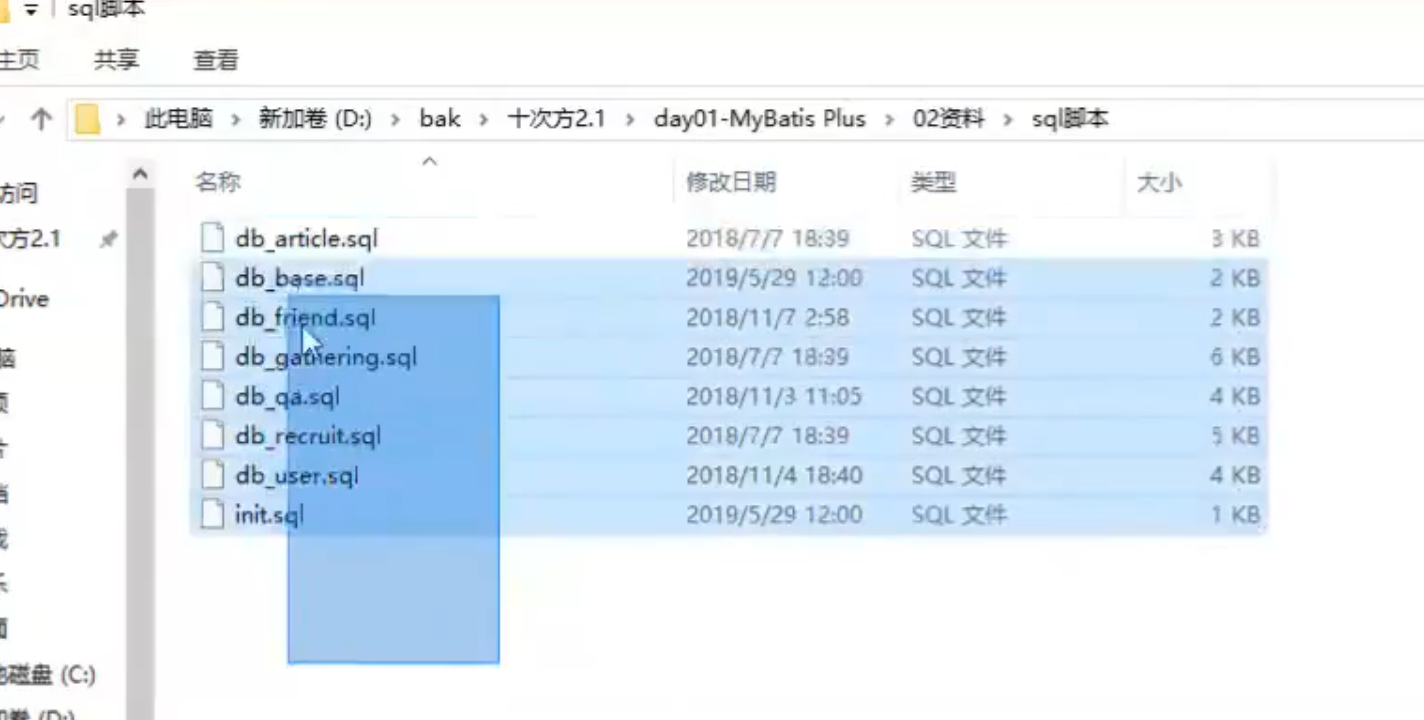 sql脚本
主页 共享 查看
此电脑 › 新加卷 (D:) › bak › 十次方2.1 › day01-MyBatis Plus › 02资料 › sql脚本
名称 修改日期 类型 大小
访问
次方2.1
Drive
脑
磁盘 (C:)
加卷 (D:)
db_article.sql 2018/7/7 18:39 SQL 文件 3 KB
db_base.sql 2019/5/29 12:00 SQL 文件 2 KB
db_friend.sql 2018/11/7 2:58 SQL 文件 2 KB
db_gathering.sql 2018/7/7 18:39 SQL 文件 6 KB
db_qa.sql 2018/11/3 11:05 SQL 文件 4 KB
db_recruit.sql 2018/7/7 18:39 SQL 文件 5 KB
db_user.sql 2018/11/4 18:40 SQL 文件 4 KB
init.sql 2019/5/29 12:00 SQL 文件 1 KB